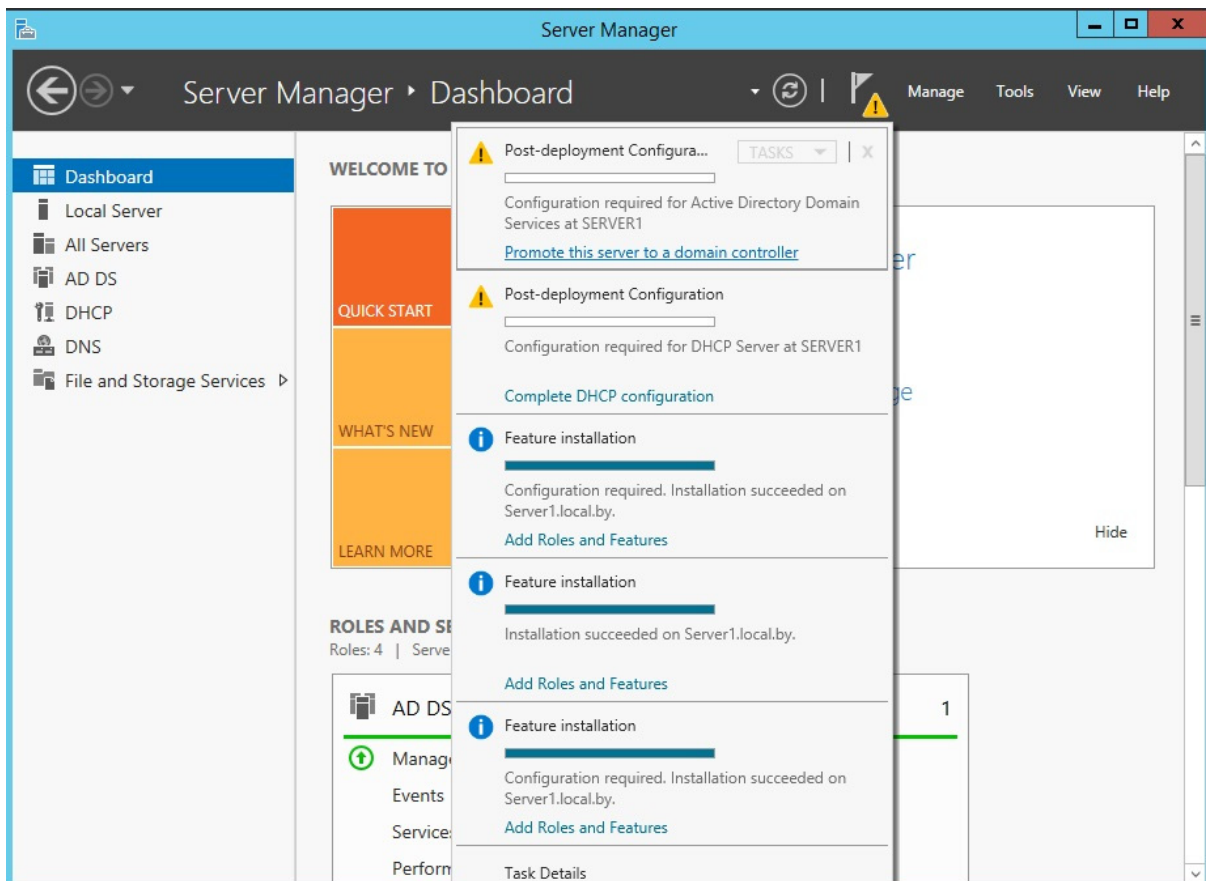 Server Manager
Server Manager ‣ Dashboard
Manage Tools View Help
Dashboard
Local Server
All Servers
AD DS
DHCP
DNS
File and Storage Services
WELCOME TO
QUICK START
WHAT'S NEW
LEARN MORE
Hide
ROLES AND
Roles: 4 |
AD DS
1
Events
Post-deployment Configura...
TASKS
X
Configuration required for Active Directory Domain
Services at SERVER1
Promote this server to a domain controller
Post-deployment Configuration
Configuration required for DHCP Server at SERVER1
Complete DHCP configuration
Feature installation
Configuration required. Installation succeeded on
Server1.local.by.
Add Roles and Features
Feature installation
Installation succeeded on Server1.local.by.
Add Roles and Features
Feature installation
Configuration required. Installation succeeded on
Server1.local.by.
Add Roles and Features
Task Details